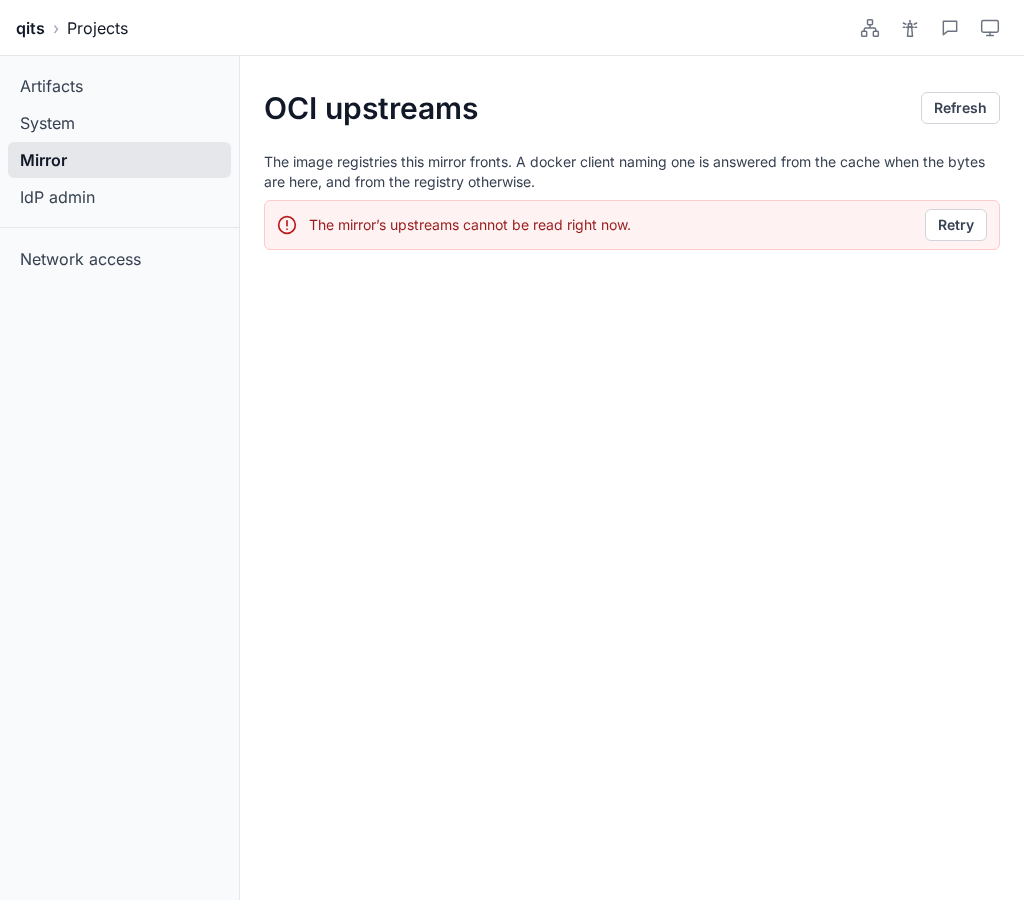 qits › Projects
Artifacts
System
Mirror
IdP admin
Network access
OCI upstreams
Refresh
The image registries this mirror fronts. A docker client naming one is answered from the cache when the bytes
are here, and from the registry otherwise.
The mirror’s upstreams cannot be read right now.
Retry